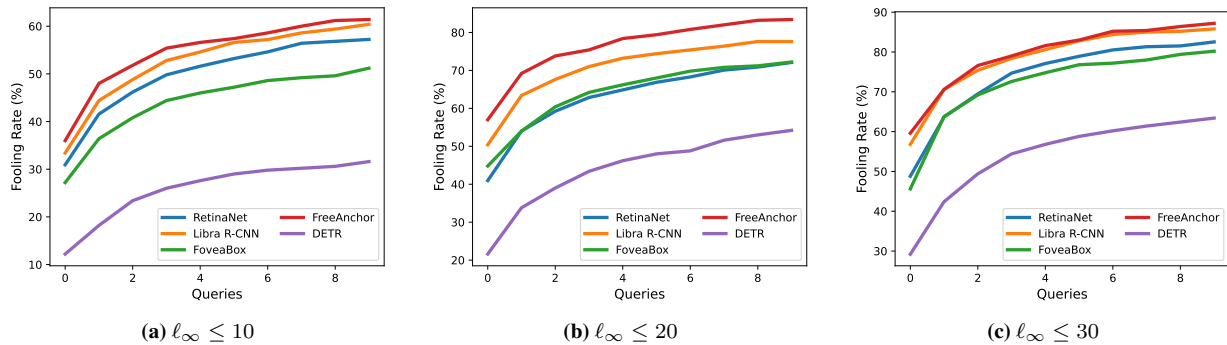 60
50
40
30
20
10
Fooling Rate (%)
0 2 4 6 8
Queries
RetinaNet
Libra R-CNN
FoveaBox
FreeAnchor
DETR
(a) ℓ∞ ≤ 10
80
70
60
50
40
30
20
Fooling Rate (%)
0 2 4 6 8
Queries
RetinaNet
Libra R-CNN
FoveaBox
FreeAnchor
DETR
(b) ℓ∞ ≤ 20
90
80
70
60
50
40
30
Fooling Rate (%)
0 2 4 6 8
Queries
RetinaNet
Libra R-CNN
FoveaBox
FreeAnchor
DETR
(c) ℓ∞ ≤ 30